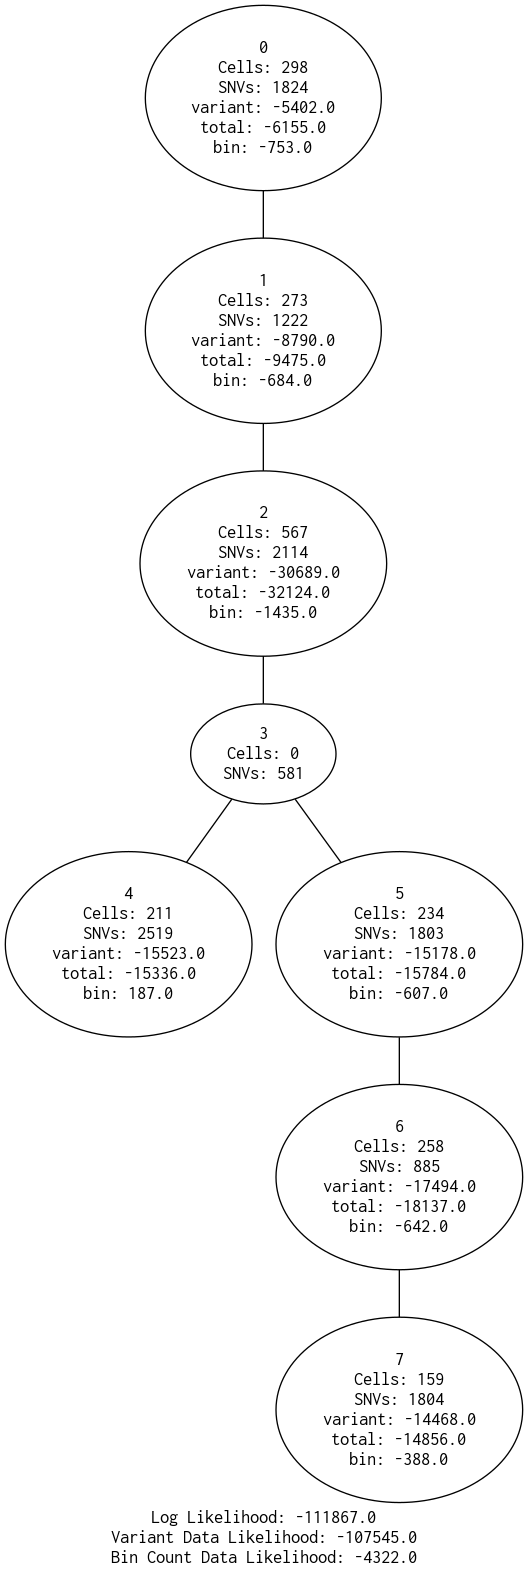 0
Cells: 298
SNVs: 1824
variant: -5402.0
total: -6155.0
bin: -753.0
1
Cells: 273
SNVs: 1222
variant: -8790.0
total: -9475.0
bin: -684.0
2
Cells: 567
SNVs: 2114
variant: -30689.0
total: -32124.0
bin: -1435.0
3
Cells: 0
SNVs: 581
4
Cells: 211
SNVs: 2519
variant: -15523.0
total: -15336.0
bin: 187.0
5
Cells: 234
SNVs: 1803
variant: -15178.0
total: -15784.0
bin: -607.0
6
Cells: 258
SNVs: 885
variant: -17494.0
total: -18137.0
bin: -642.0
7
Cells: 159
SNVs: 1804
variant: -14468.0
total: -14856.0
bin: -388.0
Log Likelihood: -111867.0
Variant Data Likelihood: -107545.0
Bin Count Data Likelihood: -4322.0